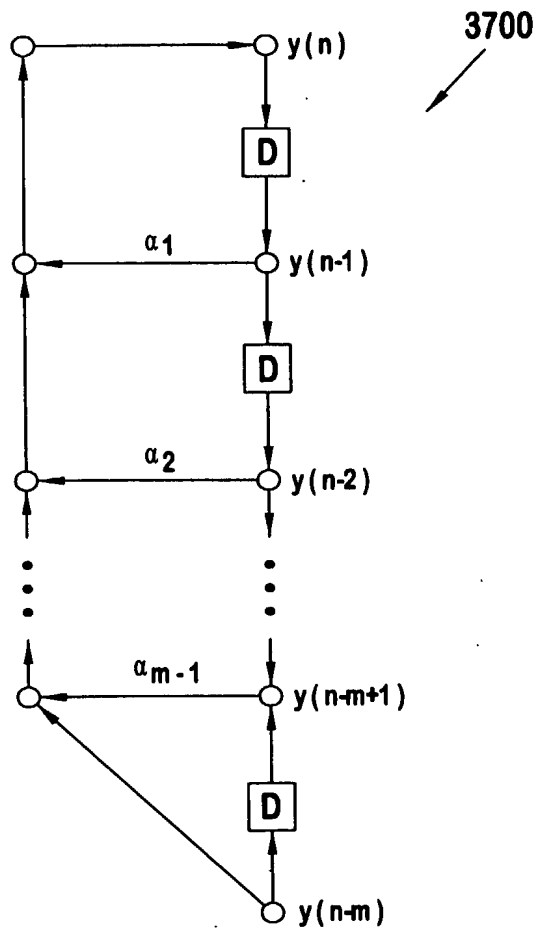 3700
y(n)
D
α1
y(n-1)
D
α2
y(n-2)
αm-1
y(n-m+1)
D
y(n-m)